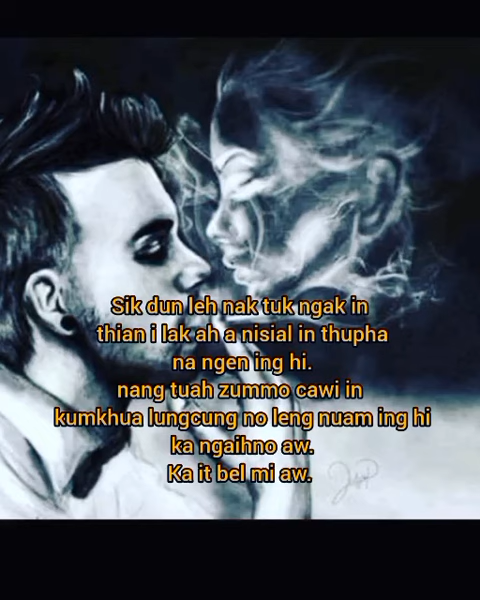 Sik dun leh nak tuk ngak in
thian i lak ah a nisial in thupha
na ngen ing hi.
nang tuah zummo cawi in
kumkhua lungcung no leng nuam ing hi
ka ngaihno aw.
Ka it bel mi aw.